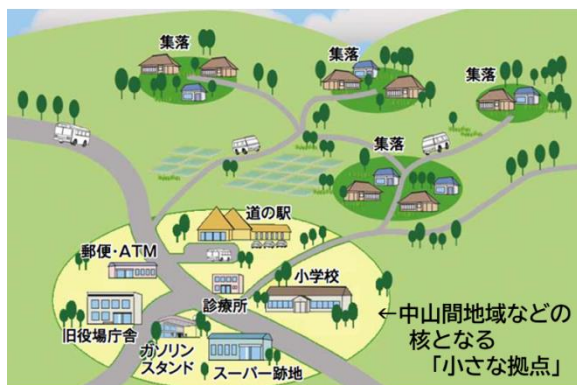 集落
集落
集落
集落
道の駅
郵便・ATM
小学校
診療所
旧役場庁舎
ガソリン
スタンド
スーパー跡地
←中山間地域などの
核となる
「小さな拠点」